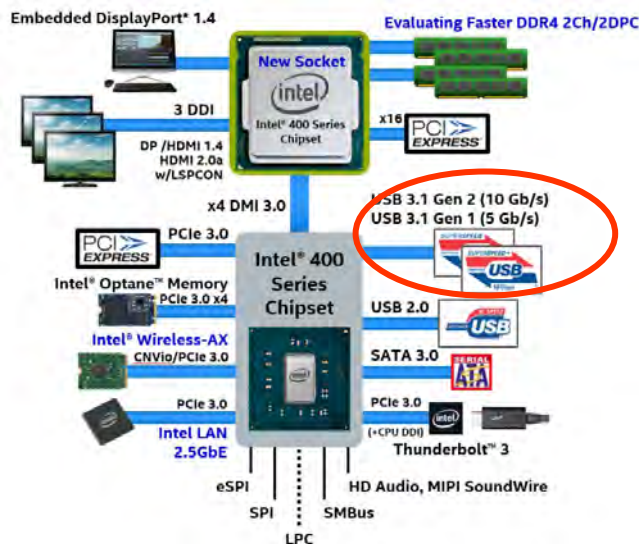 Embedded DisplayPort* 1.4
Evaluating Faster DDR4 2Ch/2DPC
New Socket
intel
Intel® 400 Series
Chipset
3 DDI
DP /HDMI 1.4
HDMI 2.0a
w/LSPCON
x16
PCI
EXPRESS
x4 DMI 3.0
USB 3.1 Gen 2 (10 Gb/s)
USB 3.1 Gen 1 (5 Gb/s)
PCI
EXPRESS
PCIe 3.0
Intel® 400
Series
Chipset
USB
Intel® Optane™ Memory
PCIe 3.0 x4
USB 2.0
USB
Intel® Wireless-AX
CNVio/PCIe 3.0
SATA 3.0
SERIAL
ATA
PCIe 3.0
Intel LAN
2.5GbE
PCIe 3.0
(+CPU DDI)
intel
Thunderbolt™ 3
eSPI
SPI
LPC
SMBus
HD Audio, MIPI SoundWire